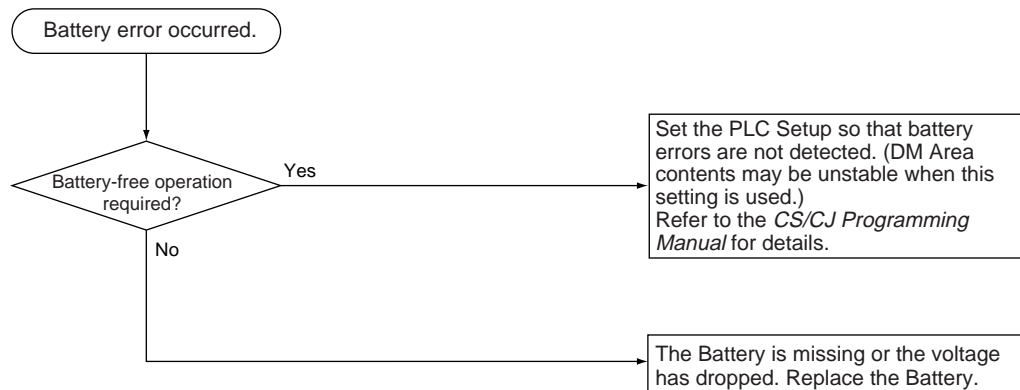 Battery error occurred.
Battery-free operation
required?
Yes
Set the PLC Setup so that battery
errors are not detected. (DM Area
contents may be unstable when this
setting is used.)
Refer to the CS/CJ Programming
Manual for details.
No
The Battery is missing or the voltage
has dropped. Replace the Battery.